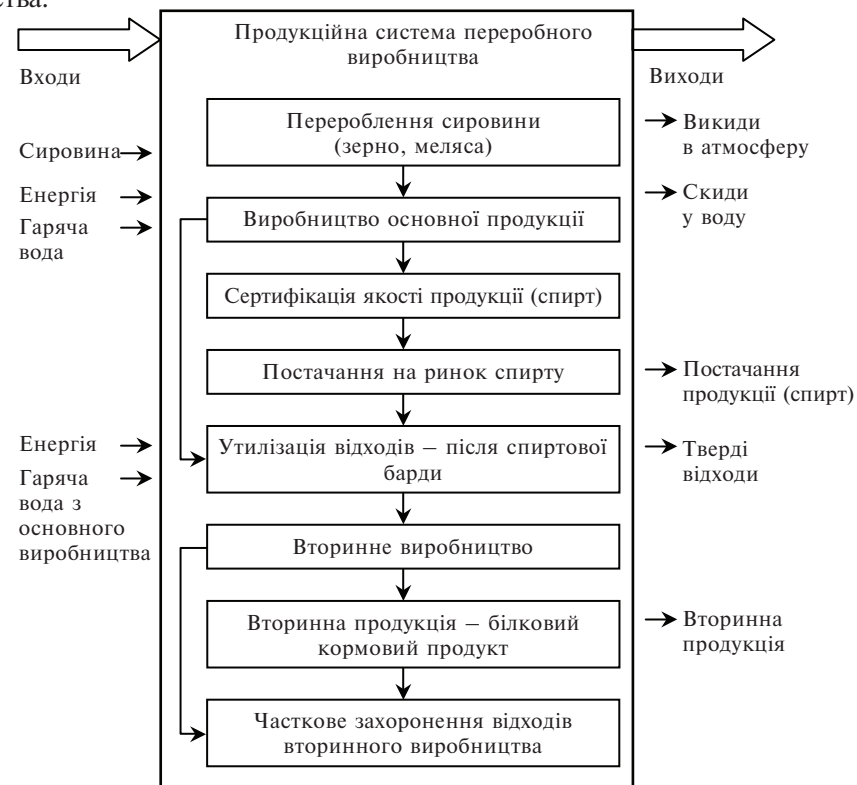 ства.
Продукційна система переробного
виробництва
Входи
Виходи
Перероблення сировини
(зерно, меляса)
Викиди
в атмосферу
Сировина
Енергія
Гаряча
вода
Скиди
у воду
Виробництво основної продукції
Сертифікація якості продукції (спирт)
Постачання на ринок спирту
Постачання
продукції (спирт)
Енергія
Гаряча
вода з
основного
виробництва
Утилізація відходів – після спиртової
барди
Тверді
відходи
Вторинне виробництво
Вторинна продукція – білковий
кормовий продукт
Вторинна
продукція
Часткове захоронення відходів
вторинного виробництва